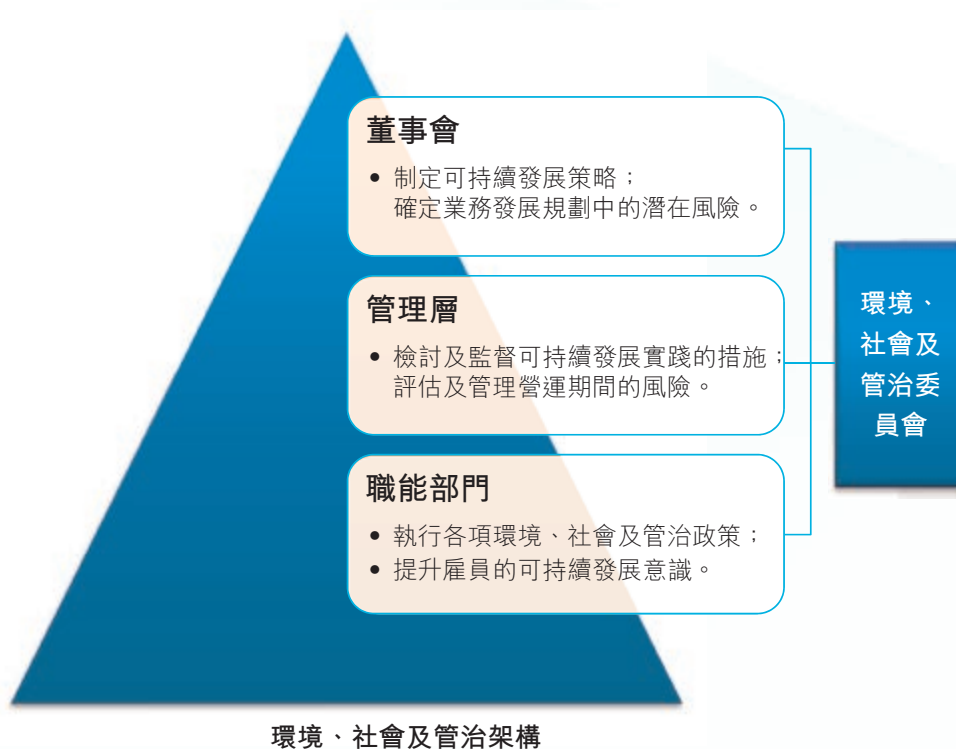 董事會
• 制定可持續發展策略；
確定業務發展規劃中的潛在風險。
管理層
• 檢討及監督可持續發展實踐的措施；
評估及管理營運期間的風險。
職能部門
• 執行各項環境、社會及管治政策；
• 提升雇員的可持續發展意識。
環境、
社會及
管治委
員會
環境、社會及管治架構